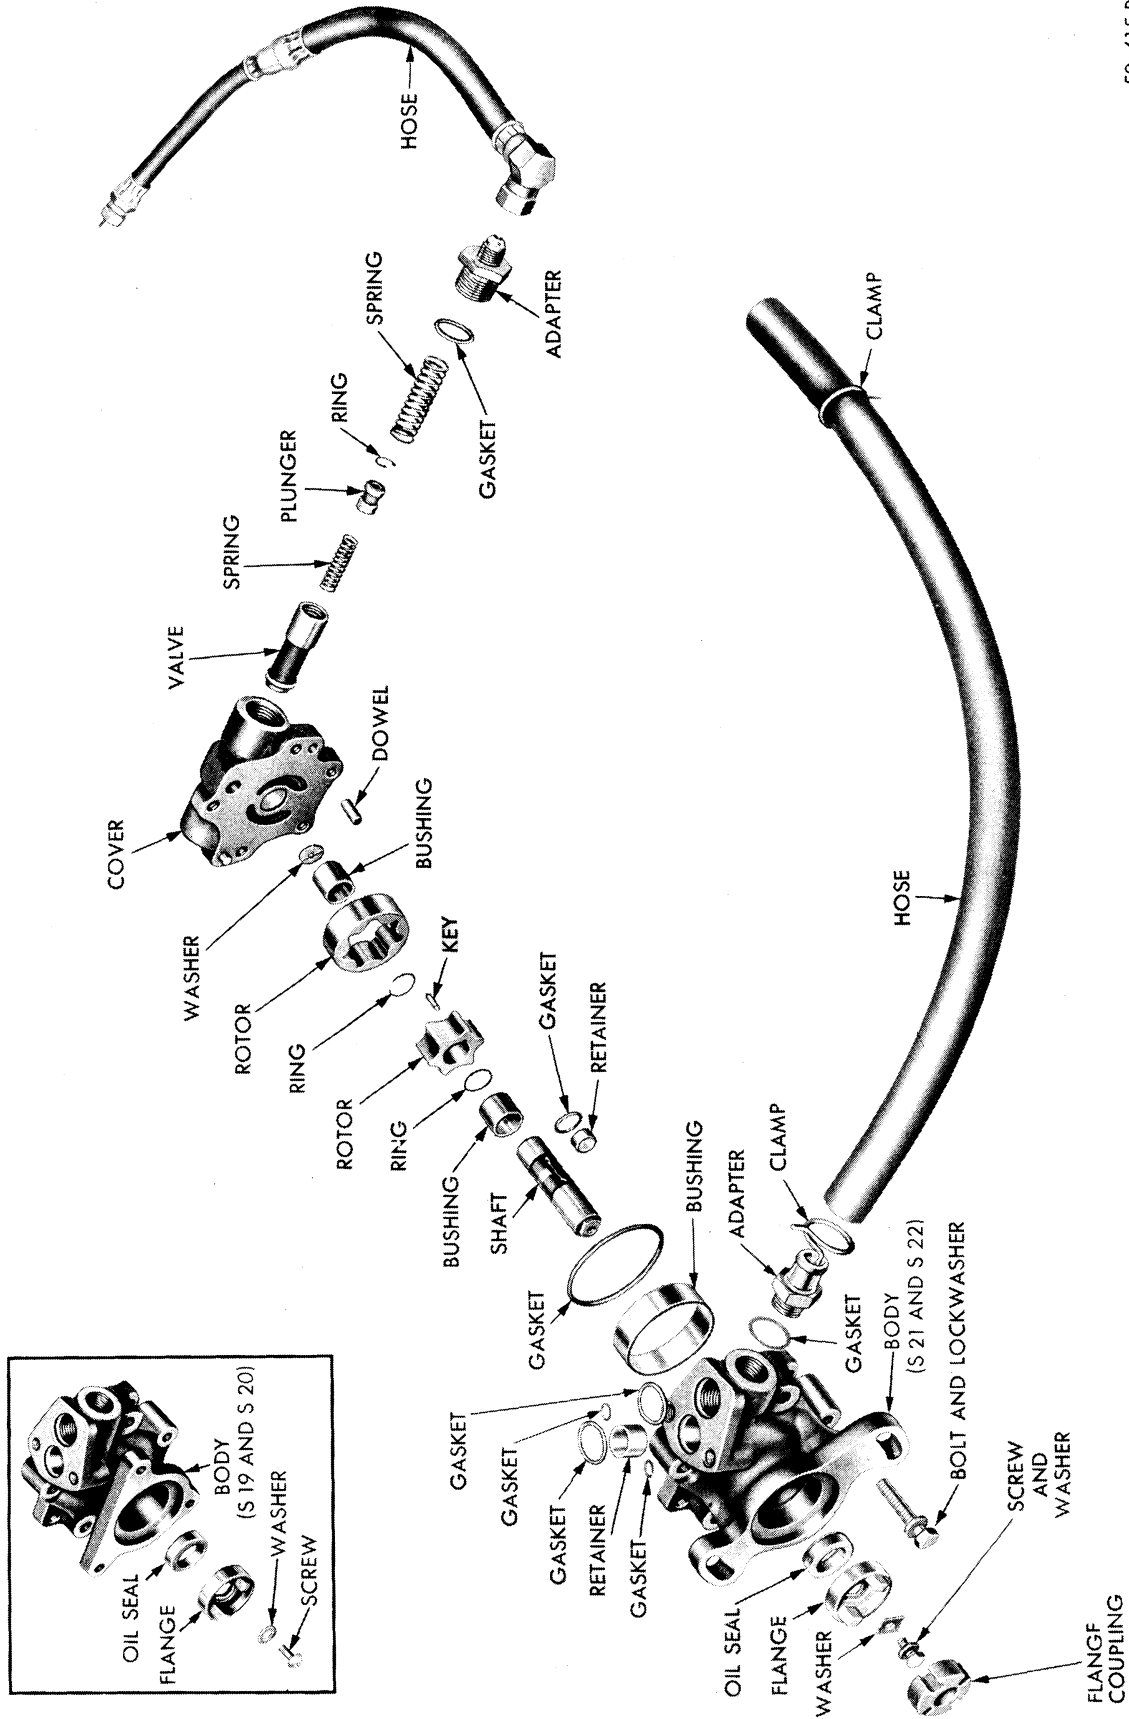 HOSE
SPRING
ADAPTER
RING
GASKET
PLUNGER
SPRING
VALVE
CLAMP
DOWEL
COVER
BUSHING
WASHER
KEY
HOSE
ROTOR
GASKET
RING
RETAINER
ROTOR
RING
BUSHING
SHAFT
BUSHING
CLAMP
ADAPTER
GASKET
GASKET
BODY
(S 21 AND S 22)
BOLT AND LOCKWASHER
GASKET
GASKET
GASKET
RETAINER
GASKET
SCREW
AND
WASHER
OIL SEAL
FLANGE
WASHER
FLANGE
COUPLING
BODY
(S 19 AND S 20)
WASHER
SCREW
OIL SEAL
FLANGE